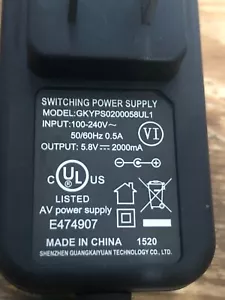 SWITCHING POWER SUPPLY
MODEL:GKYPS0200058UL1
INPUT:100-240V~
50/60Hz 0.5A
VI
OUTPUT: 5.8V⎓ 2000mA
c UL us
LISTED
AV power supply
E474907
MADE IN CHINA 1520
SHENZHEN GUANGKAIYUAN TECHNOLOGY CO., LTD.